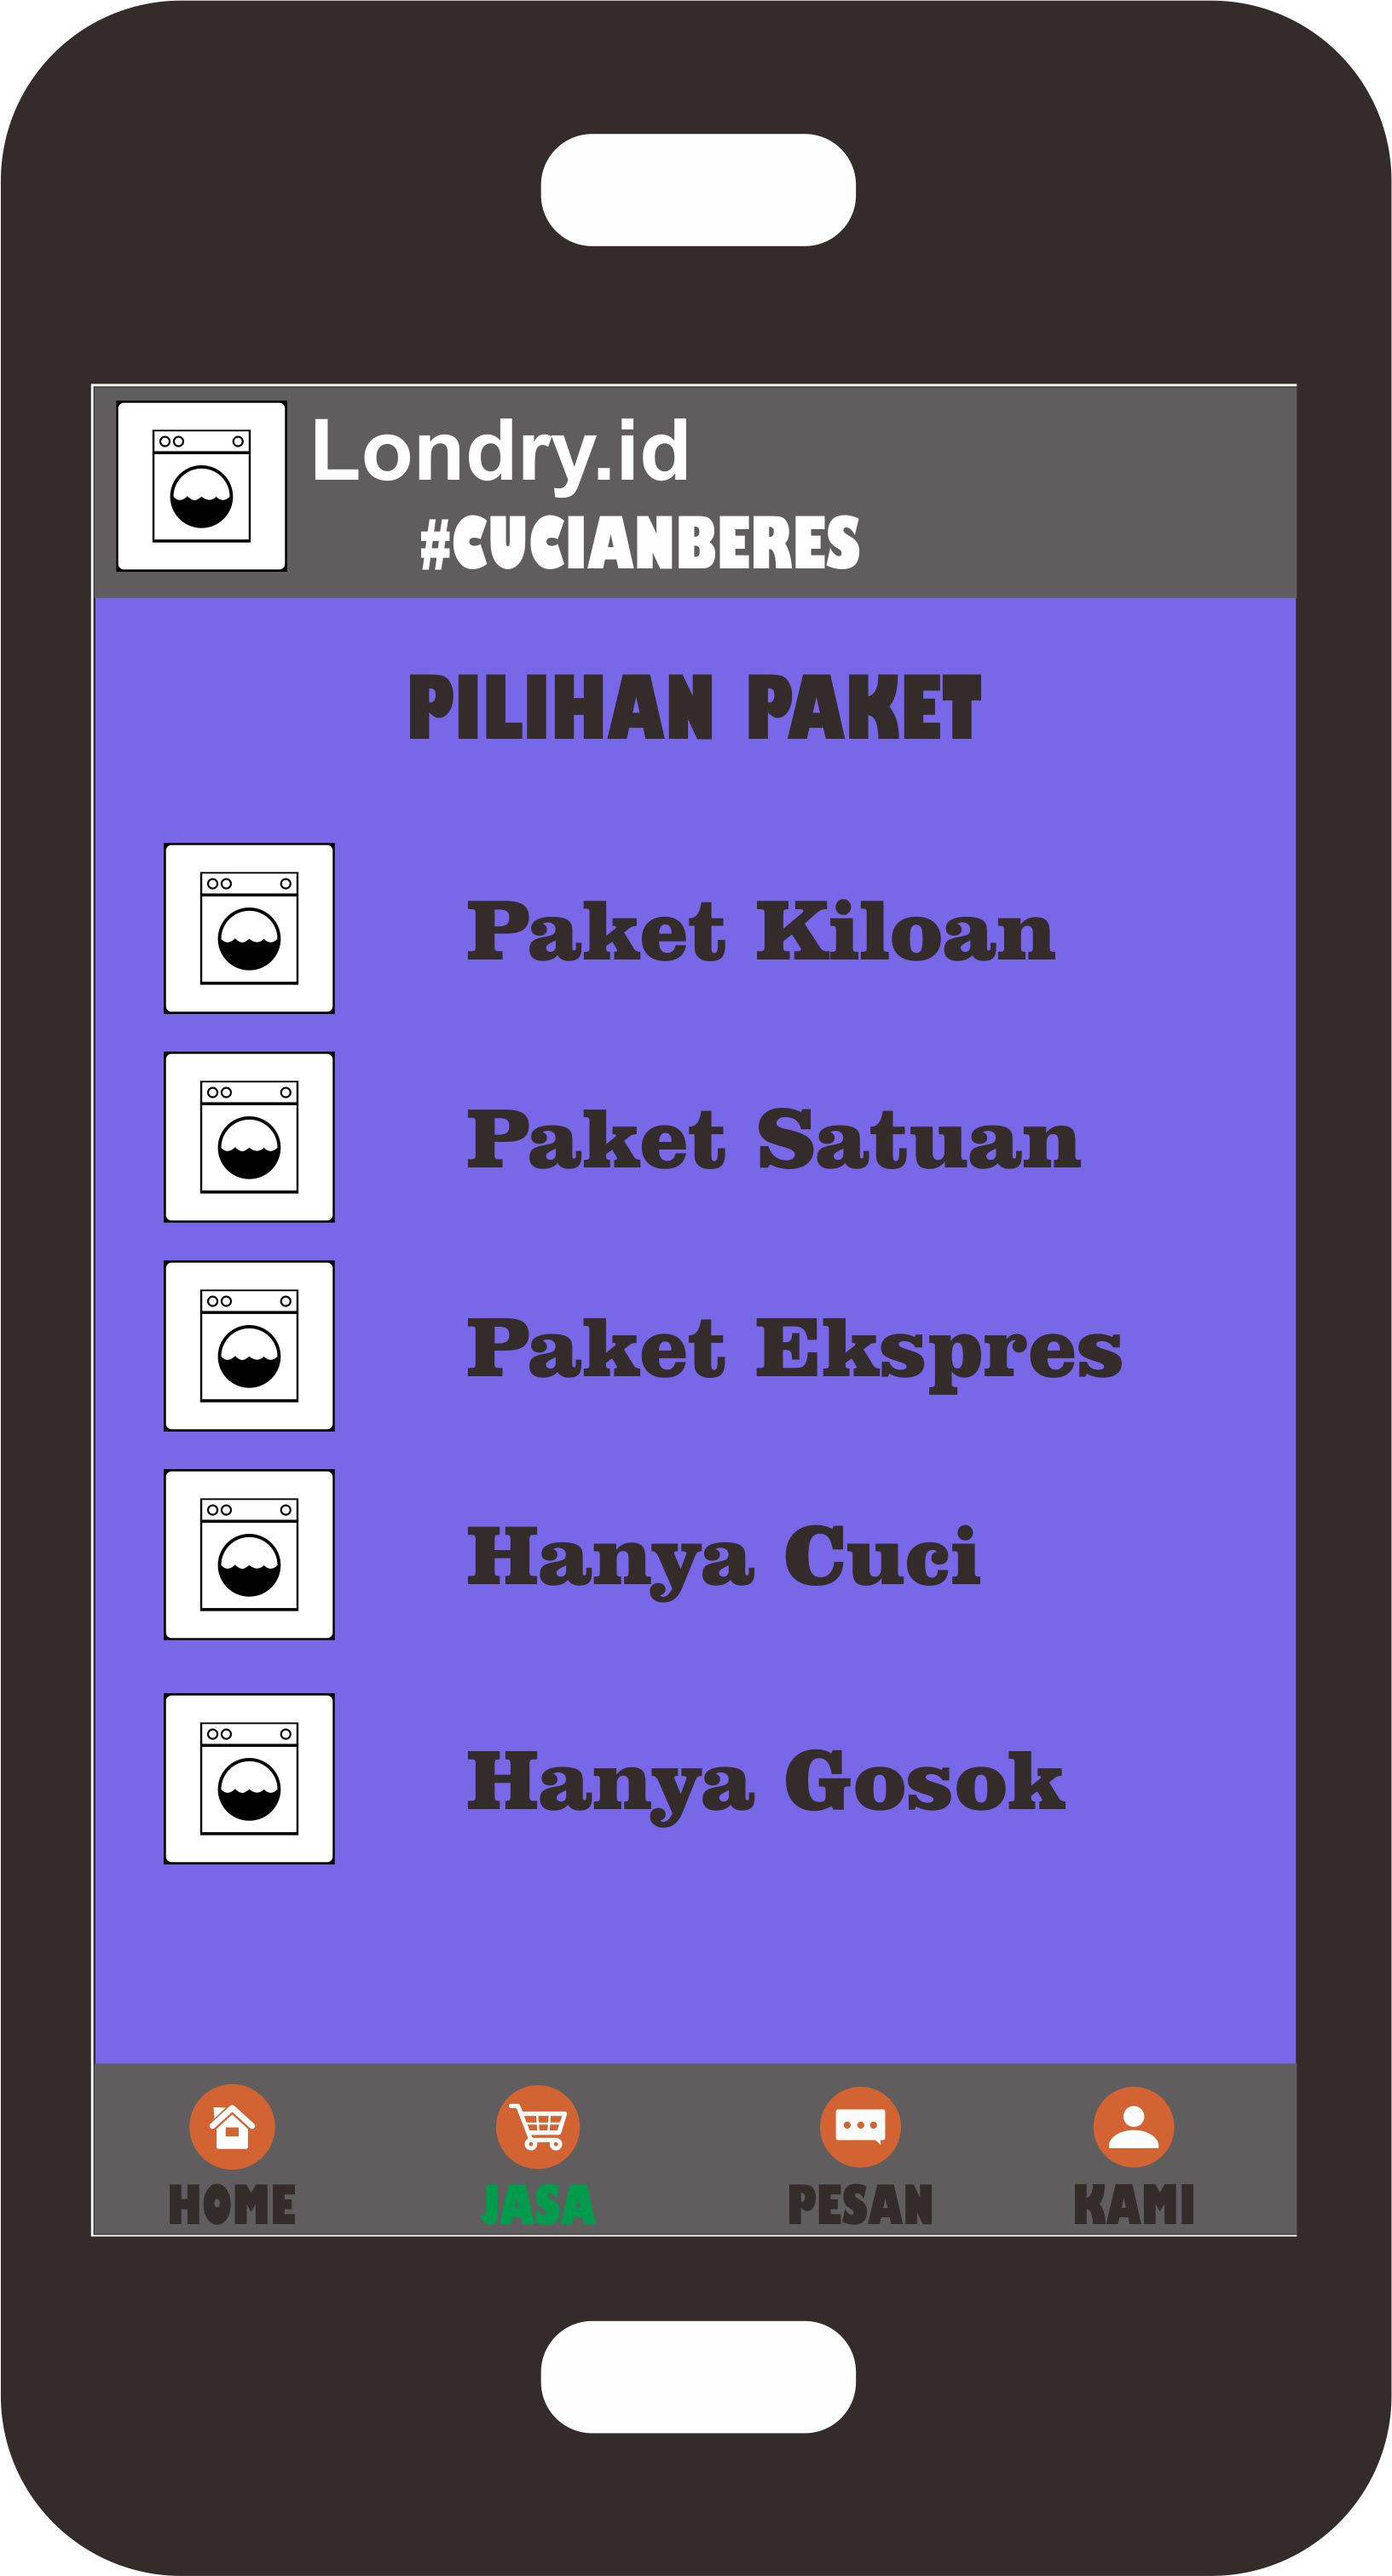 Londry.id
#CUCIANBERES
PILIHAN PAKET
Paket Kiloan
Paket Satuan
Paket Ekspres
Hanya Cuci
Hanya Gosok
HOME JASA PESAN KAMI